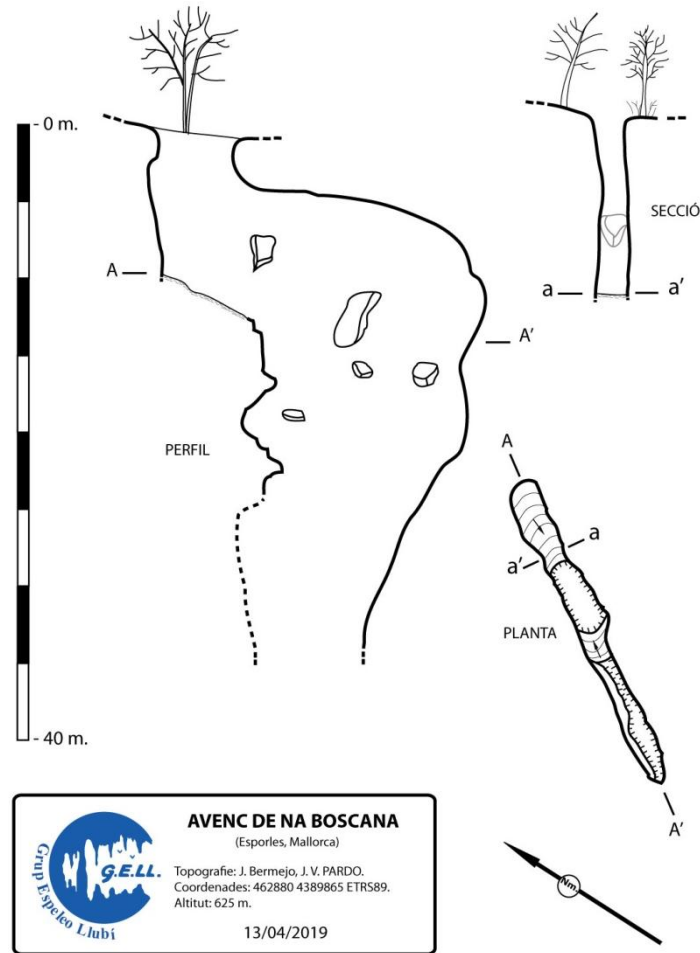 - 0 m.
SECCIÓ
A
a
a'
A'
PERFIL
A
a
a'
PLANTA
- 40 m.
A'
AVENC DE NA BOSCANA
(Esporles, Mallorca)
G.E.LL.
Grup Espeleo Llubí
Topografie: J. Bermejo, J. V. PARDO.
Coordenades: 462880 4389865 ETRS89.
Altitut: 625 m.
13/04/2019
Nm.